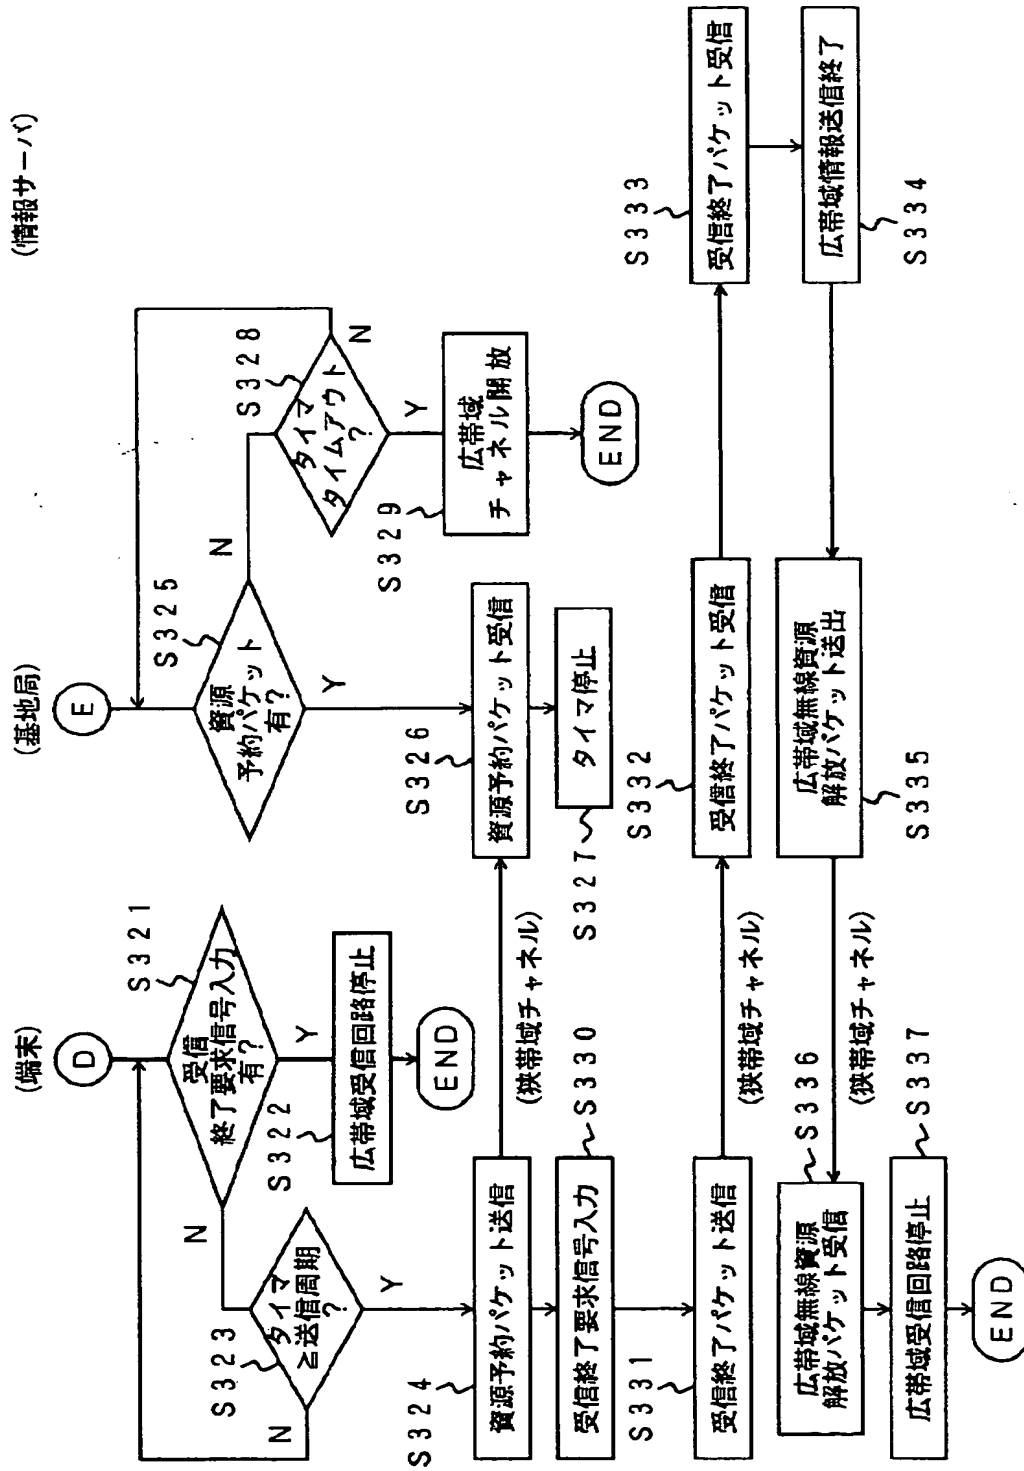 (端末)
D
受信
終了要求信号入力
有?
S321
Y
N
S322
広帯域受信回路停止
END
S323
タイマ
≧送信周期
?
N
Y
S324
資源予約パケット送信
(狭帯域チャネル)
受信終了要求信号入力
S330
S331
受信終了パケット送信
(狭帯域チャネル)
S336
広帯域無線資源
解放パケット受信
(狭帯域チャネル)
広帯域受信回路停止
S337
END
(基地局)
E
資源
予約パケット
有?
S325
N
Y
S326
資源予約パケット受信
タイマ停止
S327
S328
タイマ
タイムアウト
?
N
Y
S329
広帯域
チャネル開放
END
S332
受信終了パケット受信
広帯域無線資源
解放パケット送出
S335
(情報サーバ)
S333
受信終了パケット受信
広帯域情報送信終了
S334